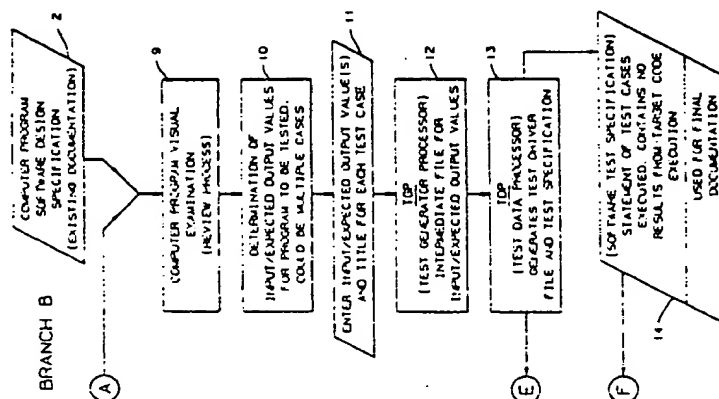 BRANCH B
2
COMPUTER PROGRAM
SOFTWARE DESIGN
SPECIFICATION
(EXISTING DOCUMENTATION)
A
9
COMPUTER PROGRAM VISUAL
EXAMINATION
(REVIEW PROCESS)
10
DETERMINATION OF
INPUT/EXPECTED OUTPUT VALUES
FOR PROGRAM TO BE TESTED.
COULD BE MULTIPLE CASES
11
ENTER INPUT/EXPECTED OUTPUT VALUE(S)
AND TITLE FOR EACH TEST CASE
12
TGP
(TEST GENERATOR PROCESSOR)
INTERMEDIATE FILE FOR
INPUT/EXPECTED OUTPUT VALUES
13
TDP
(TEST DATA PROCESSOR)
GENERATES TEST DRIVER
FILE AND TEST SPECIFICATION
E
(SOFTWARE TEST SPECIFICATION)
STATEMENT OF TEST CASES
EXECUTED. CONTAINS NO
RESULTS FROM TARGET CODE
EXECUTION
F
USED FOR FINAL
DOCUMENTATION
14